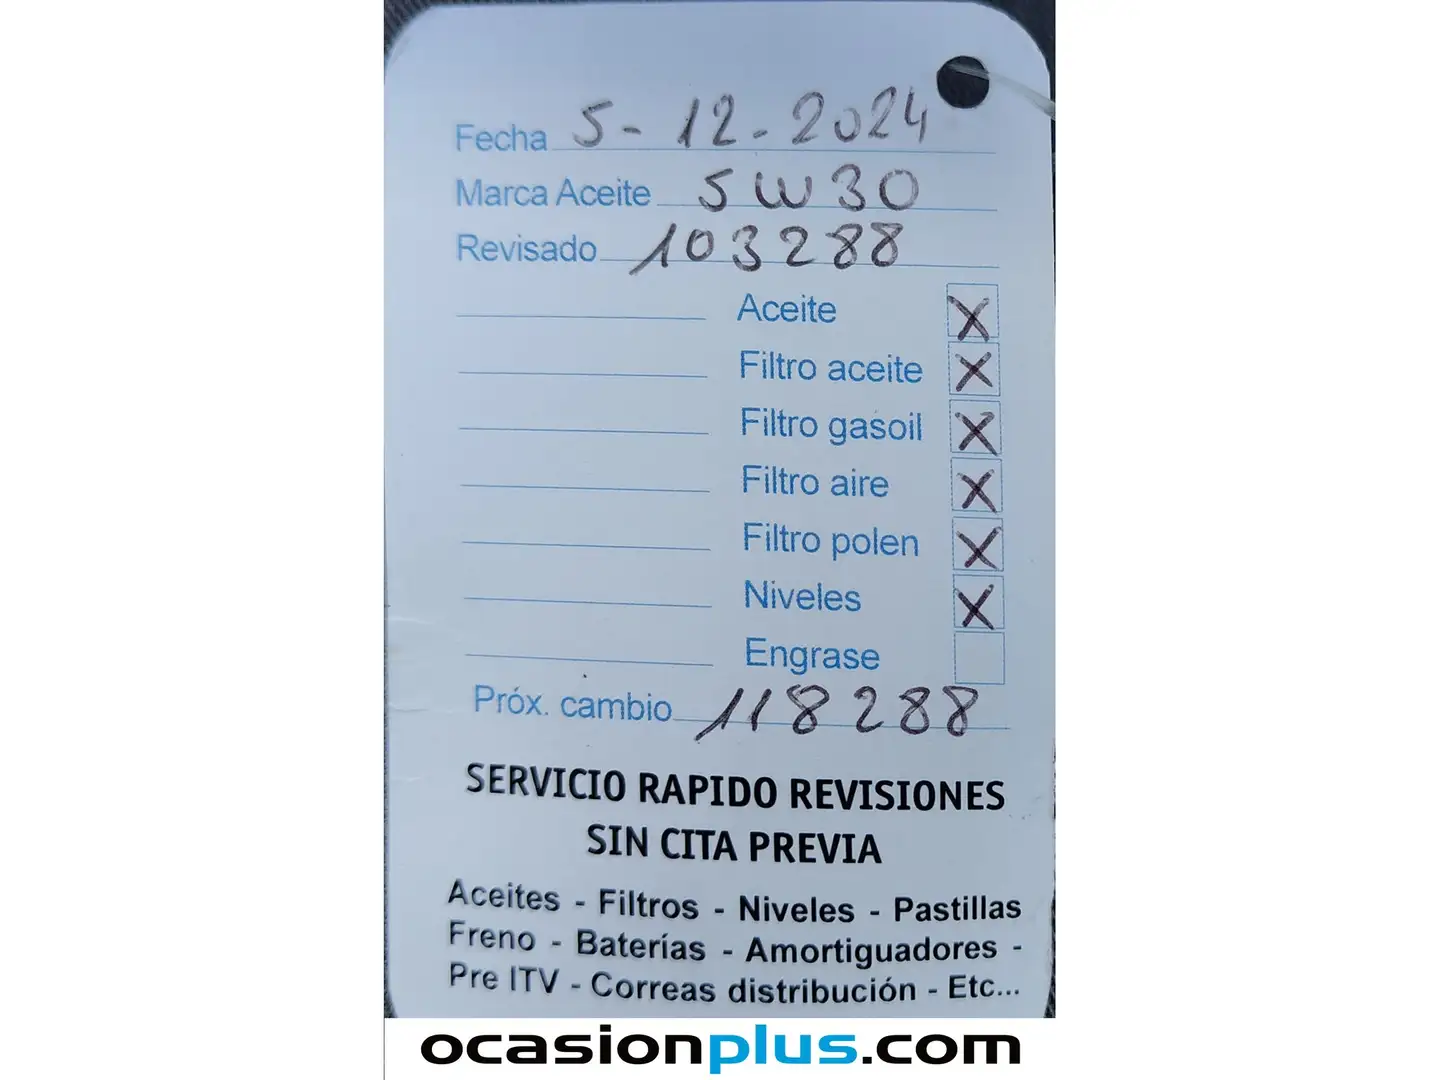 Fecha 5-12-2024
Marca Aceite 5W30
Revisado 103288
Aceite X
Filtro aceite X
Filtro gasoil X
Filtro aire X
Filtro polen X
Niveles X
Engrase
Próx. cambio 118288
SERVICIO RAPIDO REVISIONES
SIN CITA PREVIA
Aceites - Filtros - Niveles - Pastillas
Freno - Baterías - Amortiguadores -
Pre ITV - Correas distribución - Etc...
ocasionplus.com